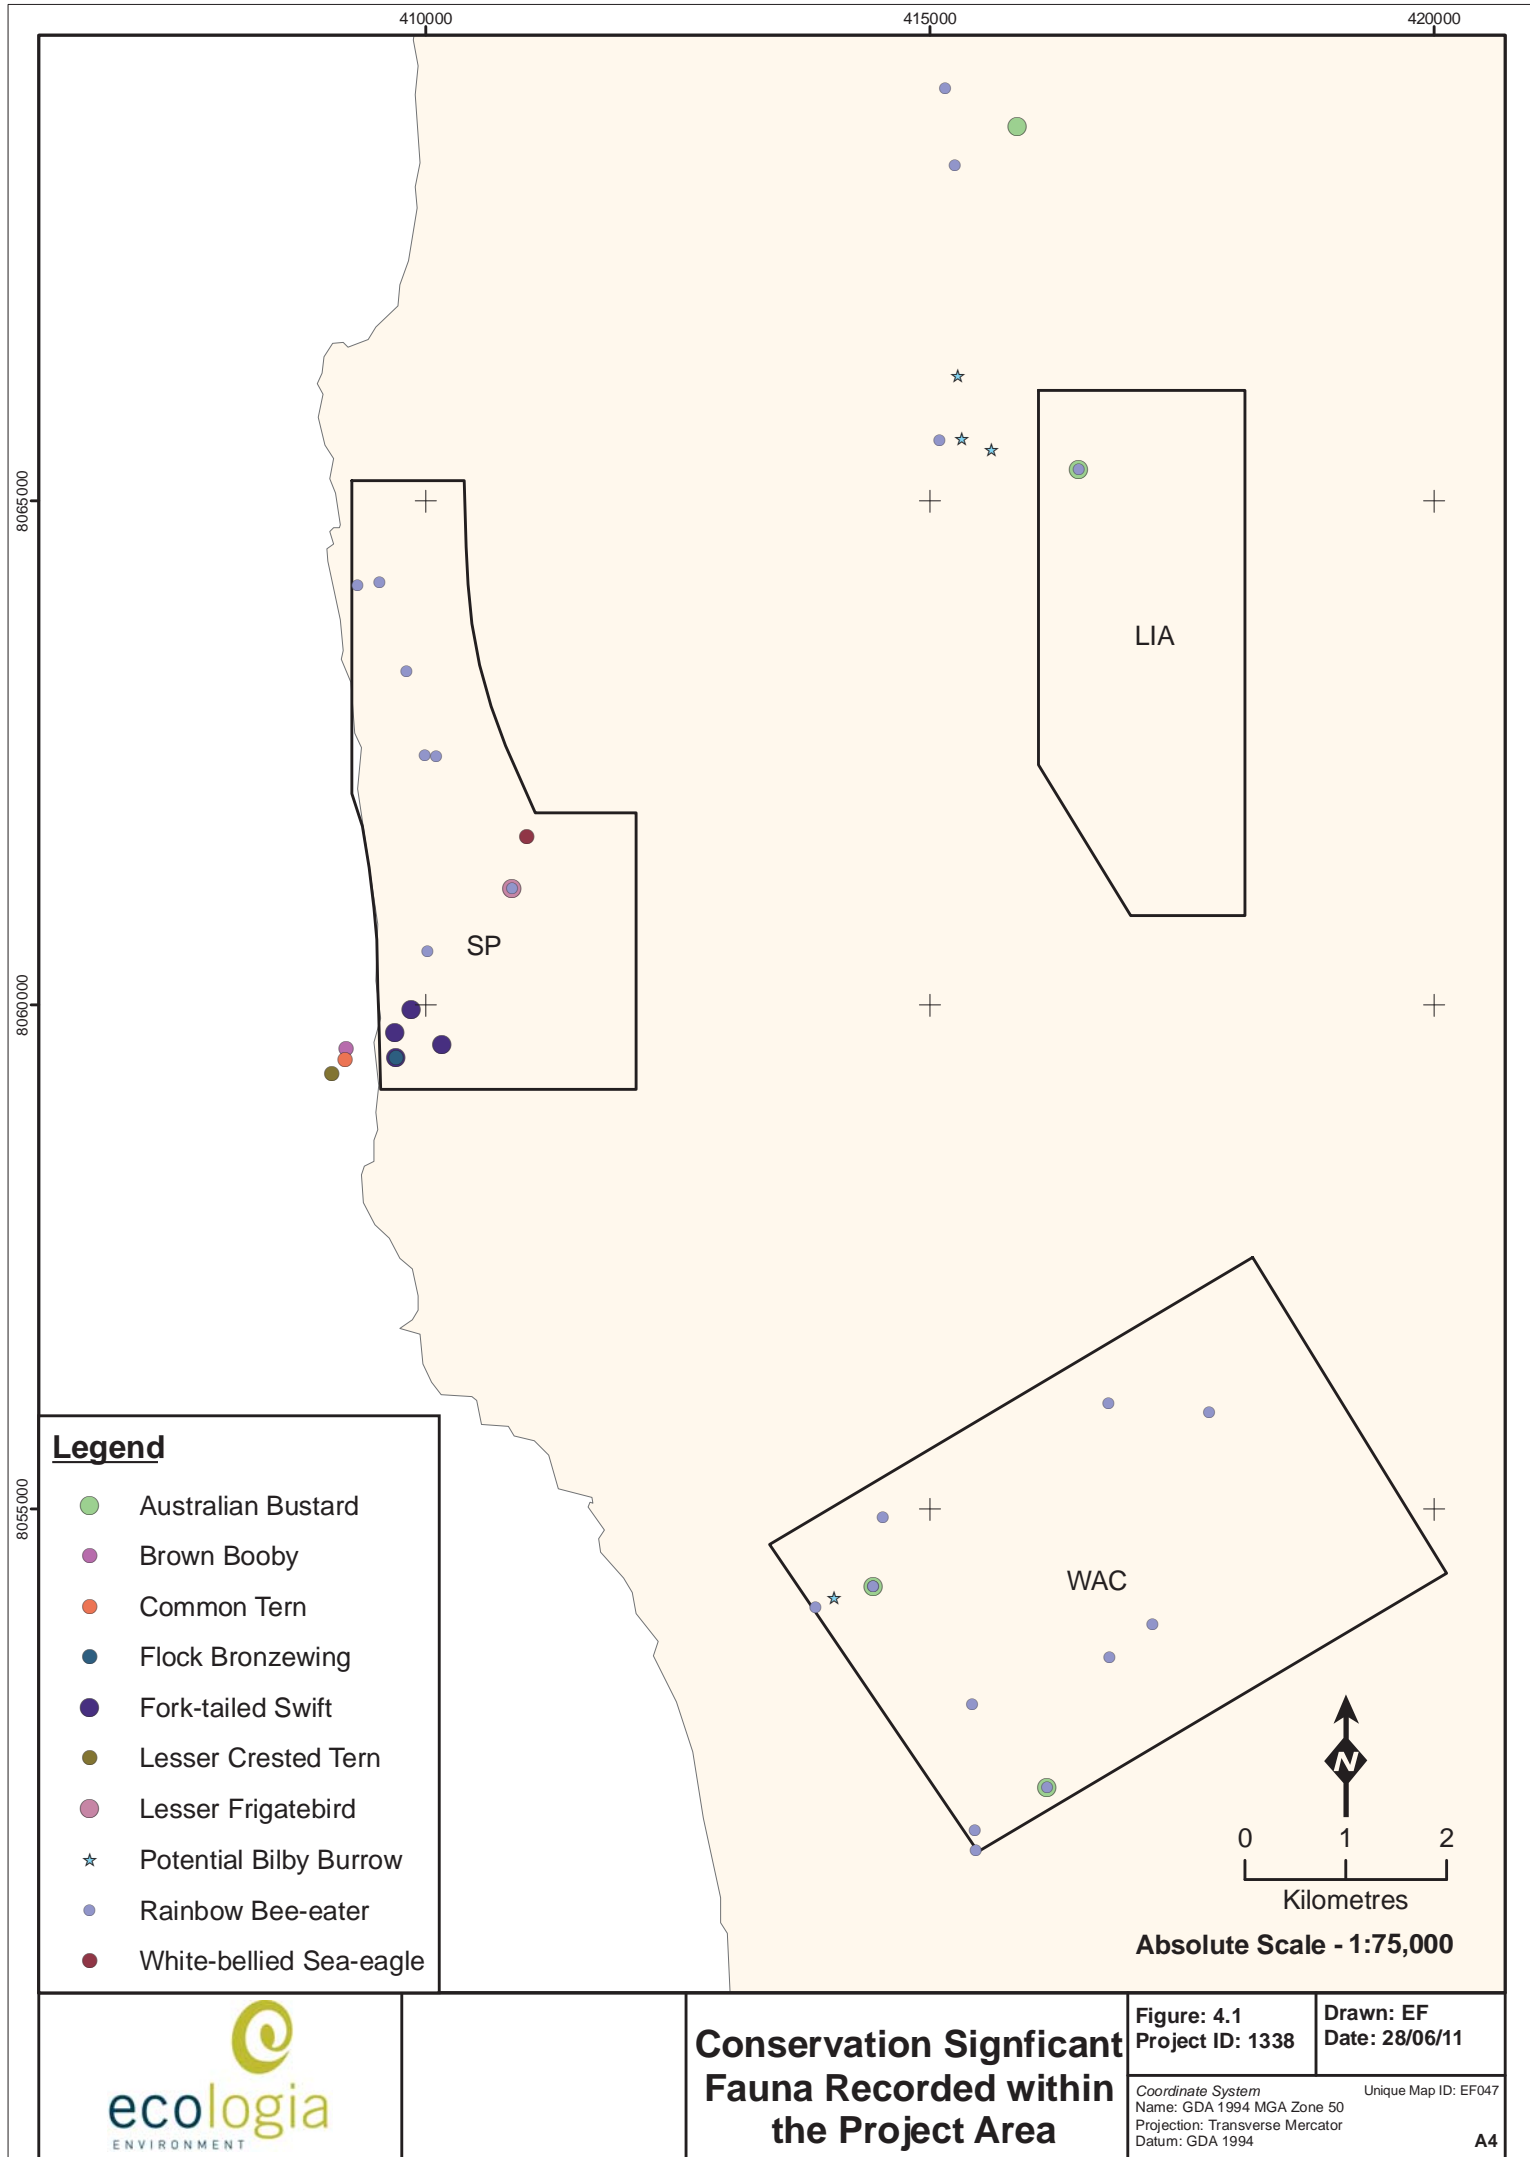 410000
415000
420000
8065000
8060000
8055000
LIA
SP
WAC
Legend
Australian Bustard
Brown Booby
Common Tern
Flock Bronzewing
Fork-tailed Swift
Lesser Crested Tern
Lesser Frigatebird
Potential Bilby Burrow
Rainbow Bee-eater
White-bellied Sea-eagle
N
0 1 2
Kilometres
Absolute Scale - 1:75,000
ecologia
ENVIRONMENT
Conservation Signficant
Fauna Recorded within
the Project Area
Figure: 4.1
Project ID: 1338
Drawn: EF
Date: 28/06/11
Coordinate System
Name: GDA 1994 MGA Zone 50
Projection: Transverse Mercator
Datum: GDA 1994
Unique Map ID: EF047
A4